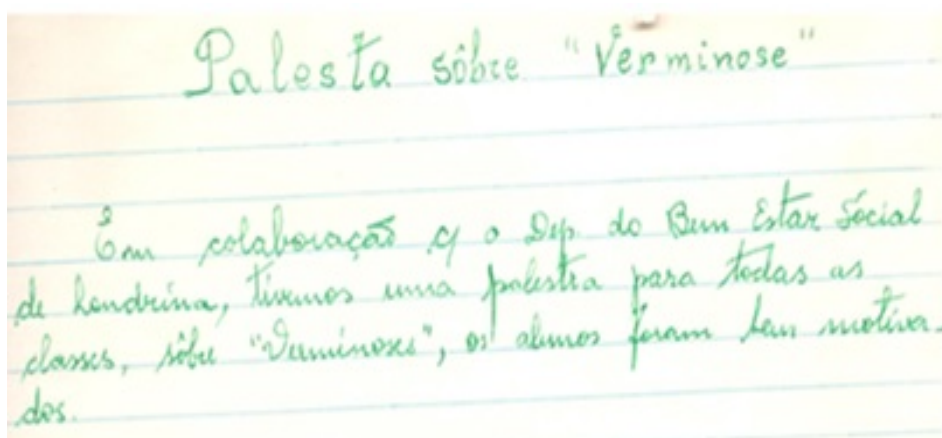 Palesta sôbre "Verminose"
Em colaboração c/ o Dep. do Bem Estar Social
de Londrina, tivemos uma palestra para todas as
classes, sôbre "Verminoses", os alunos foram bem motiva-
dos.